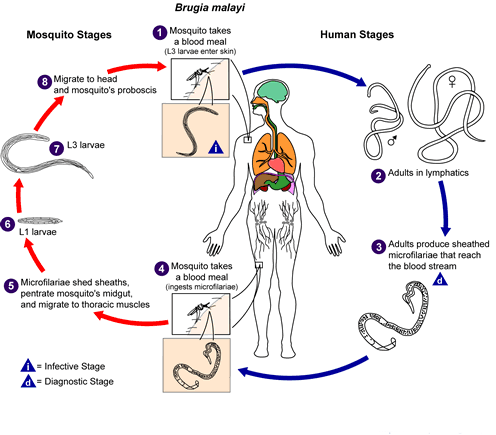 Brugia malayi
Mosquito Stages
Human Stages
1 Mosquito takes
a blood meal
(L3 larvae enter skin)
8 Migrate to head
and mosquito's proboscis
i
7 L3 larvae
♀
♂
2 Adults in lymphatics
6
L1 larvae
3 Adults produce sheathed
microfilariae that reach
the blood stream
d
4 Mosquito takes
a blood meal
(ingests microfilariae)
5 Microfilariae shed sheaths,
pentrate mosquito's midgut,
and migrate to thoracic muscles
i = Infective Stage
d = Diagnostic Stage